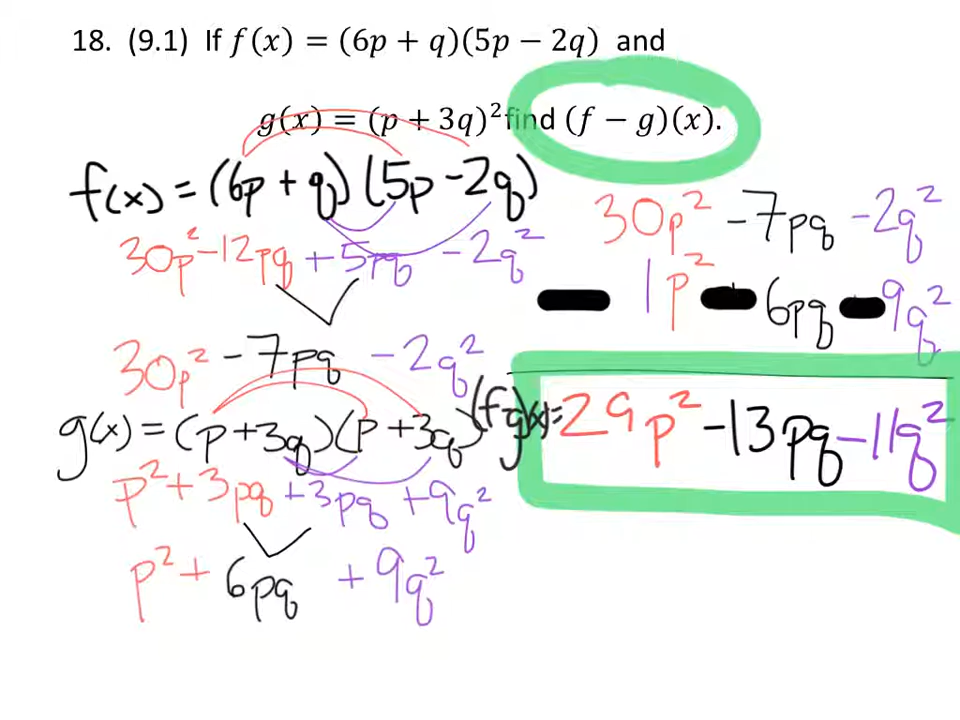 18. (9.1) If f(x) = (6p + q)(5p − 2q) and
g(x) = (p + 3q)² find (f − g)(x).
f(x) = (6p + q)(5p − 2q)
30p² − 12pq + 5pq − 2q²
30p² − 7pq − 2q²
g(x) = (p + 3q)(p + 3q)
p² + 3pq + 3pq + 9q²
p² + 6pq + 9q²
30p² − 7pq − 2q²
− 1p² − 6pq − 9q²
(f g)(x) = 29p² − 13pq − 11q²